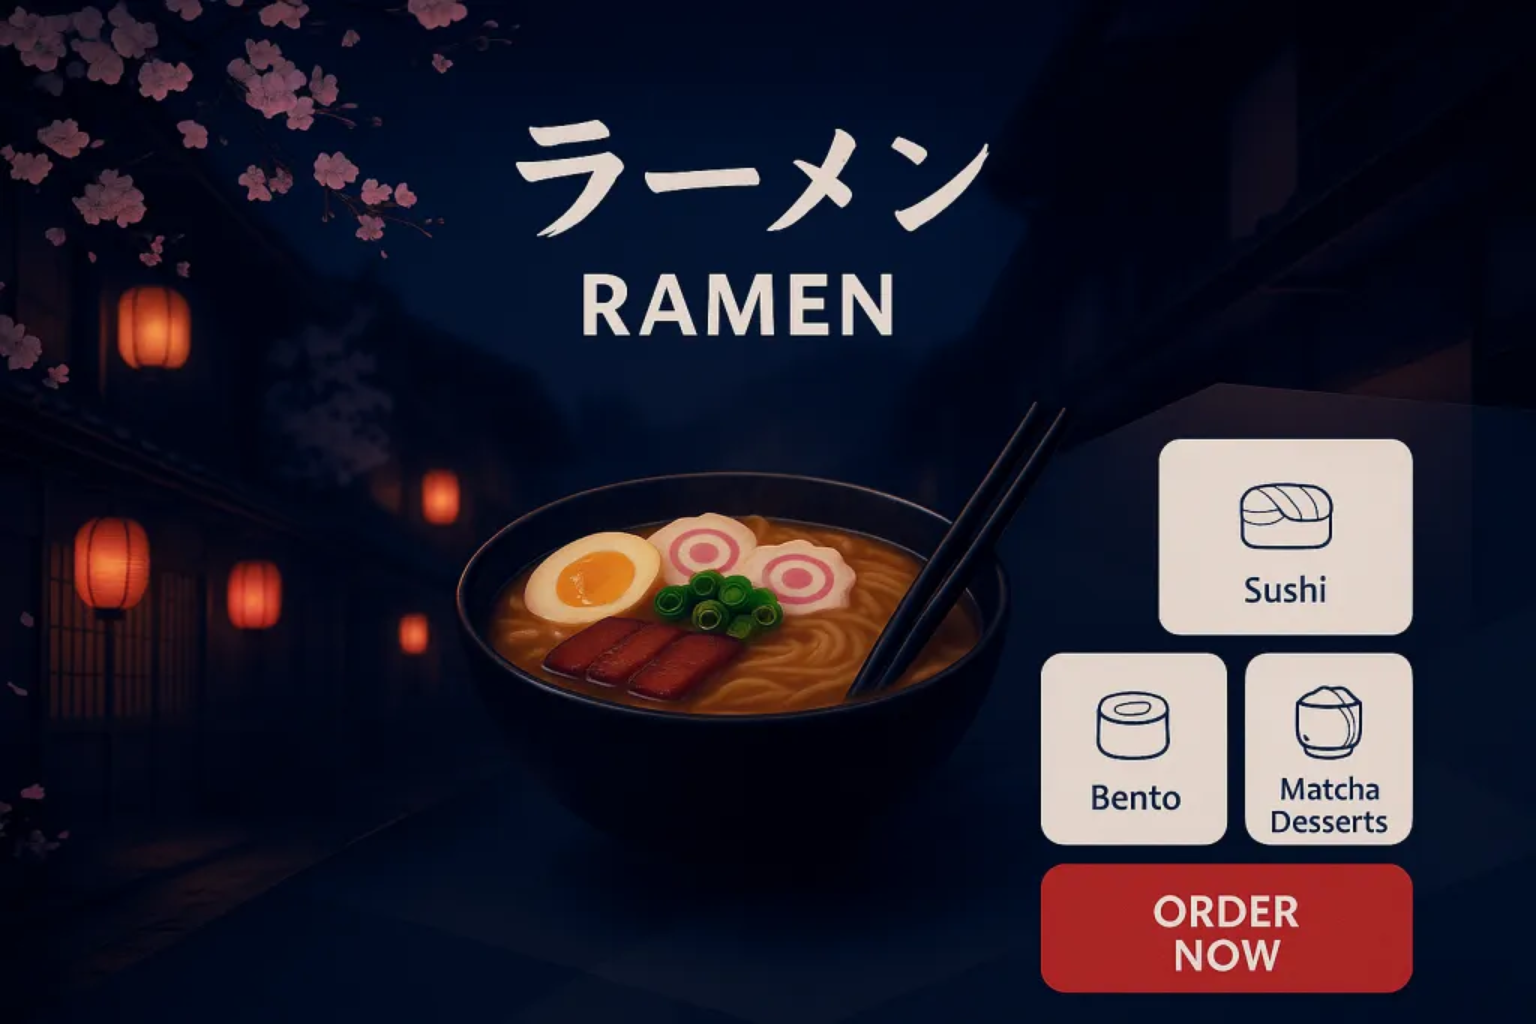 ラーメン
RAMEN
Sushi
Bento
Matcha
Desserts
ORDER
NOW